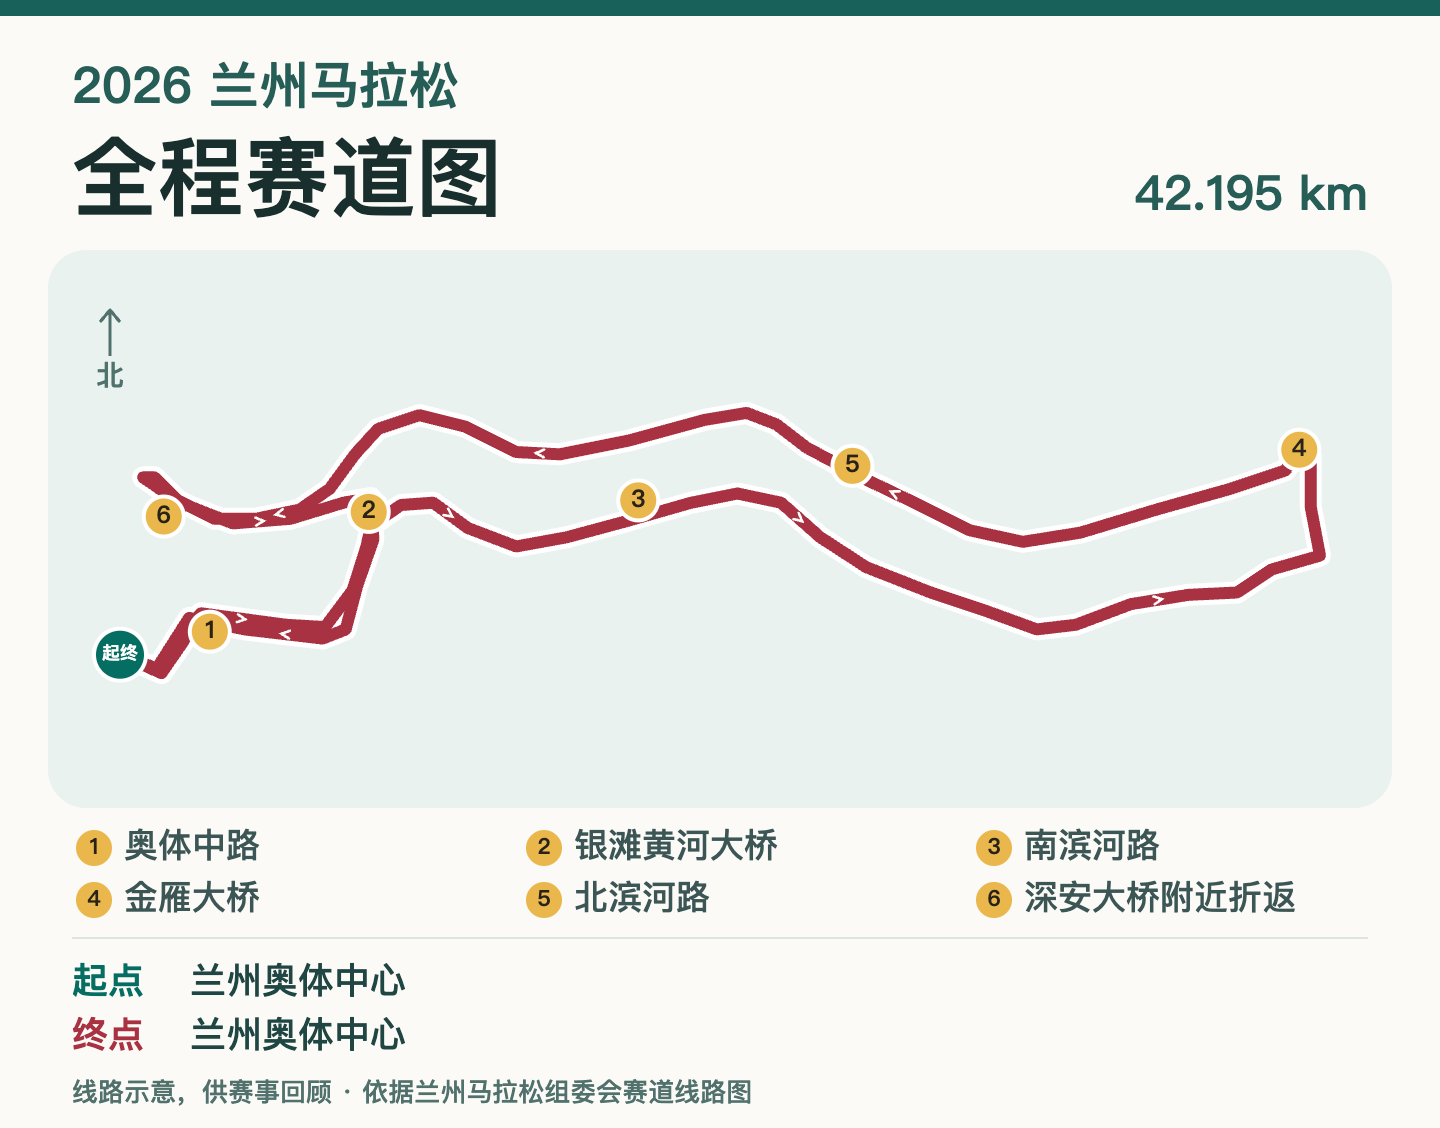 2026 兰州马拉松
全程赛道图
42.195 km
北
4
5
3
2
6
1
起终
1 奥体中路
2 银滩黄河大桥
3 南滨河路
4 金雁大桥
5 北滨河路
6 深安大桥附近折返
起点 兰州奥体中心
终点 兰州奥体中心
线路示意，供赛事回顾 · 依据兰州马拉松组委会赛道线路图